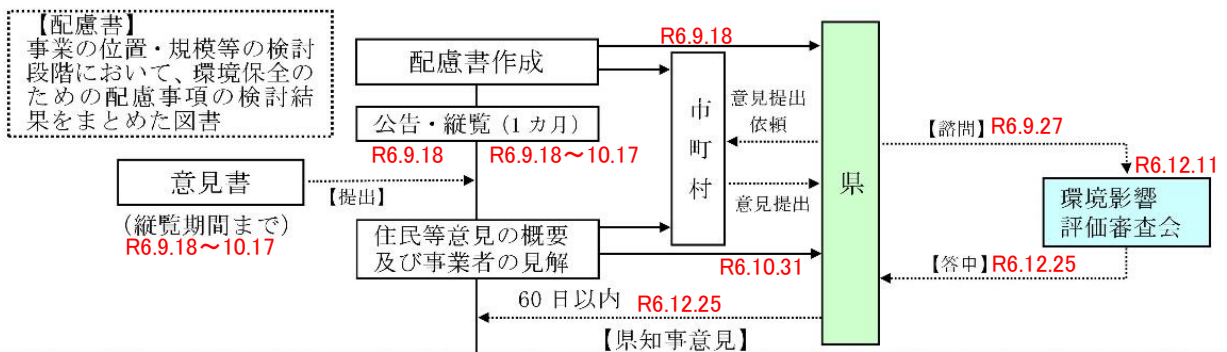 【配慮書】
事業の位置・規模等の検討
段階において、環境保全の
ための配慮事項の検討結
果をまとめた図書
R6.9.18
配慮書作成
公告・縦覧（1カ月）
R6.9.18
R6.9.18～10.17
意見書
【提出】
（縦覧期間まで）
R6.9.18～10.17
住民等意見の概要
及び事業者の見解
R6.10.31
市
町
村
意見提出
依頼
意見提出
県
【諮問】R6.9.27
R6.12.11
環境影響
評価審査会
【答申】R6.12.25
60日以内 R6.12.25
【県知事意見】